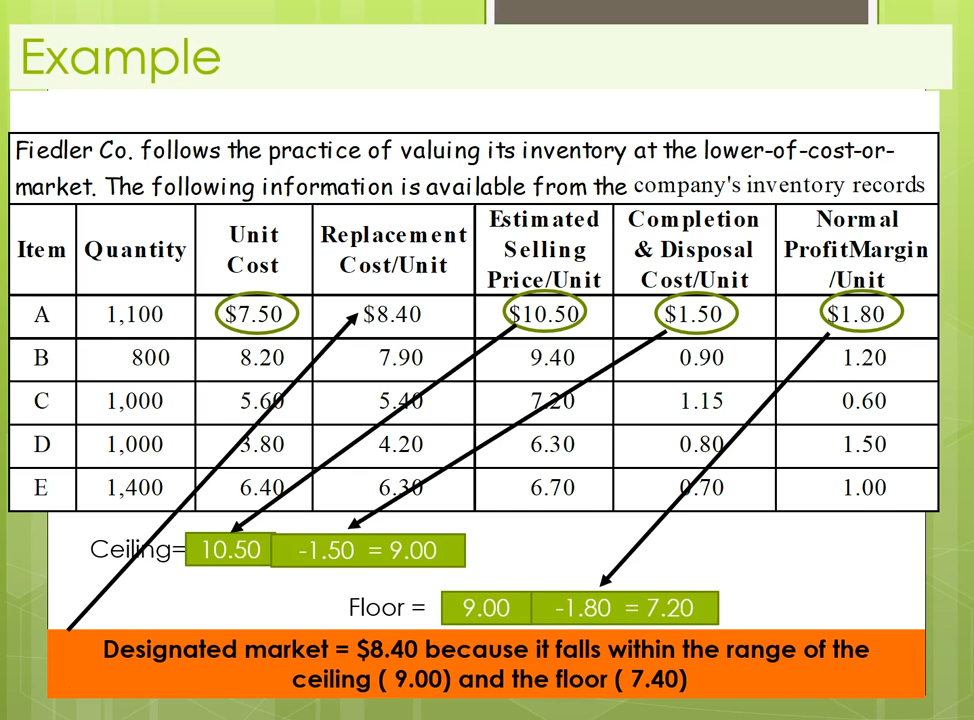 Example
Fiedler Co. follows the practice of valuing its inventory at the lower-of-cost-or-
market. The following information is available from the company's inventory records
Item Quantity Unit Cost Replacement Cost/Unit Estimated Selling Price/Unit Completion & Disposal Cost/Unit Normal ProfitMargin /Unit
A 1,100 $7.50 $8.40 $10.50 $1.50 $1.80
B 800 8.20 7.90 9.40 0.90 1.20
C 1,000 5.60 5.40 7.20 1.15 0.60
D 1,000 3.80 4.20 6.30 0.80 1.50
E 1,400 6.40 6.30 6.70 0.70 1.00
Ceiling= 10.50 -1.50 = 9.00
Floor = 9.00 -1.80 = 7.20
Designated market = $8.40 because it falls within the range of the
ceiling ( 9.00) and the floor ( 7.40)